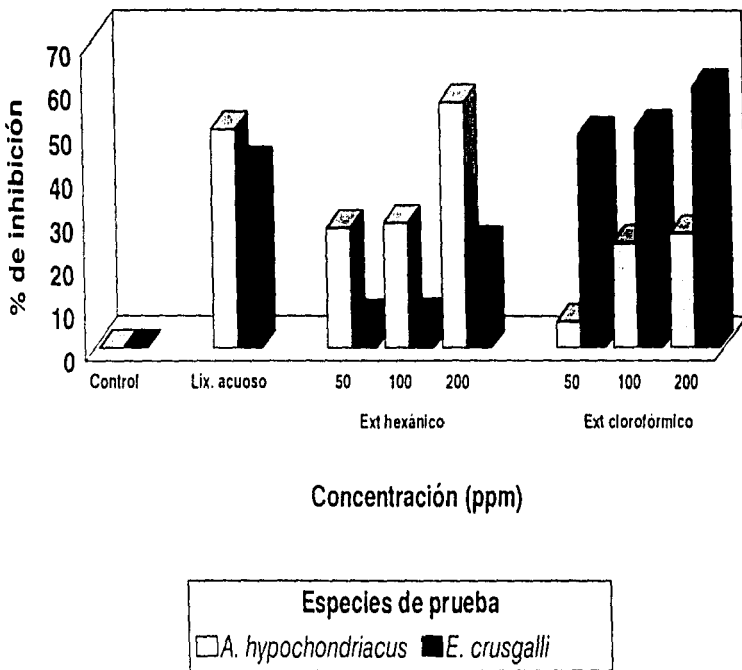 % de inhibición
70
60
50
40
30
20
10
0
Control Lix. acuoso 50 100 200 50 100 200
Ext hexánico Ext clorofórmico
Concentración (ppm)
Especies de prueba
A. hypochondriacus E. crusgalli